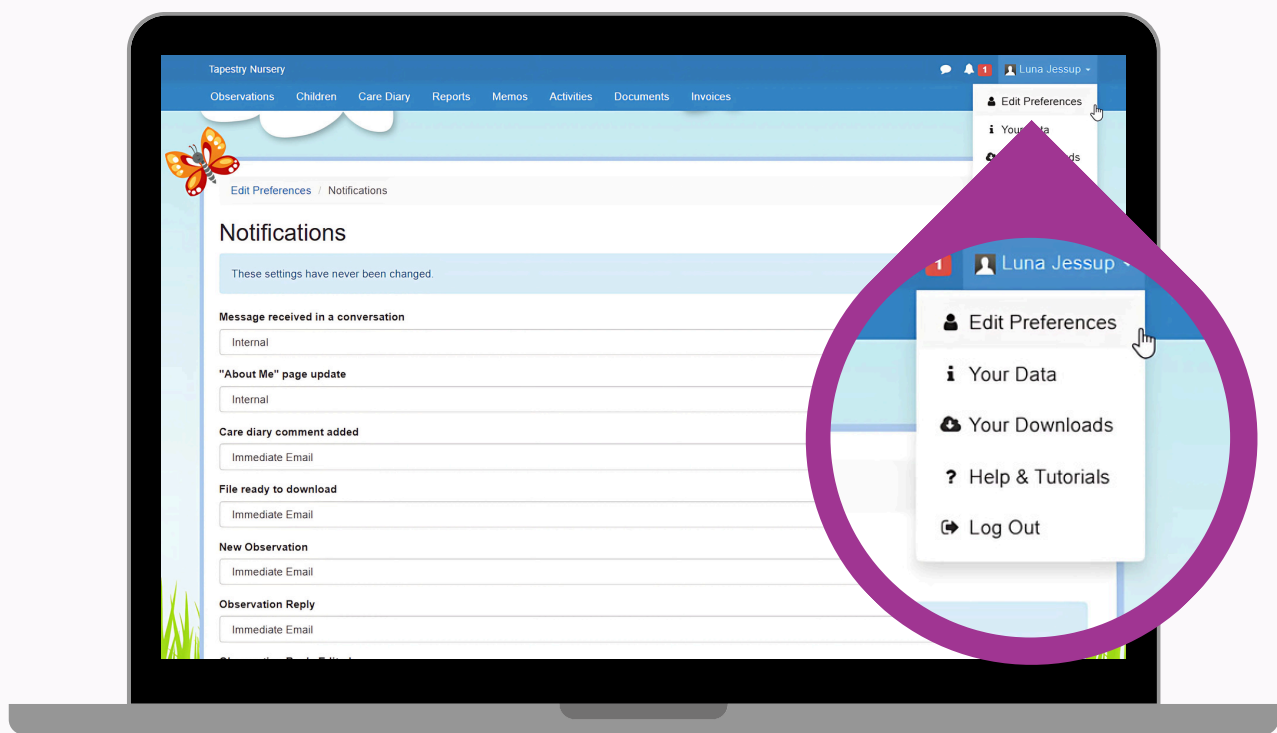 Tapestry Nursery
1
Luna Jessup
Observations Children Care Diary Reports Memos Activities Documents Invoices
Edit Preferences
Edit Preferences / Notifications
Notifications
These settings have never been changed.
Message received in a conversation
Internal
"About Me" page update
Internal
Care diary comment added
Immediate Email
File ready to download
Immediate Email
New Observation
Immediate Email
Observation Reply
Immediate Email
1 Luna Jessup
Edit Preferences
Your Data
Your Downloads
? Help & Tutorials
Log Out